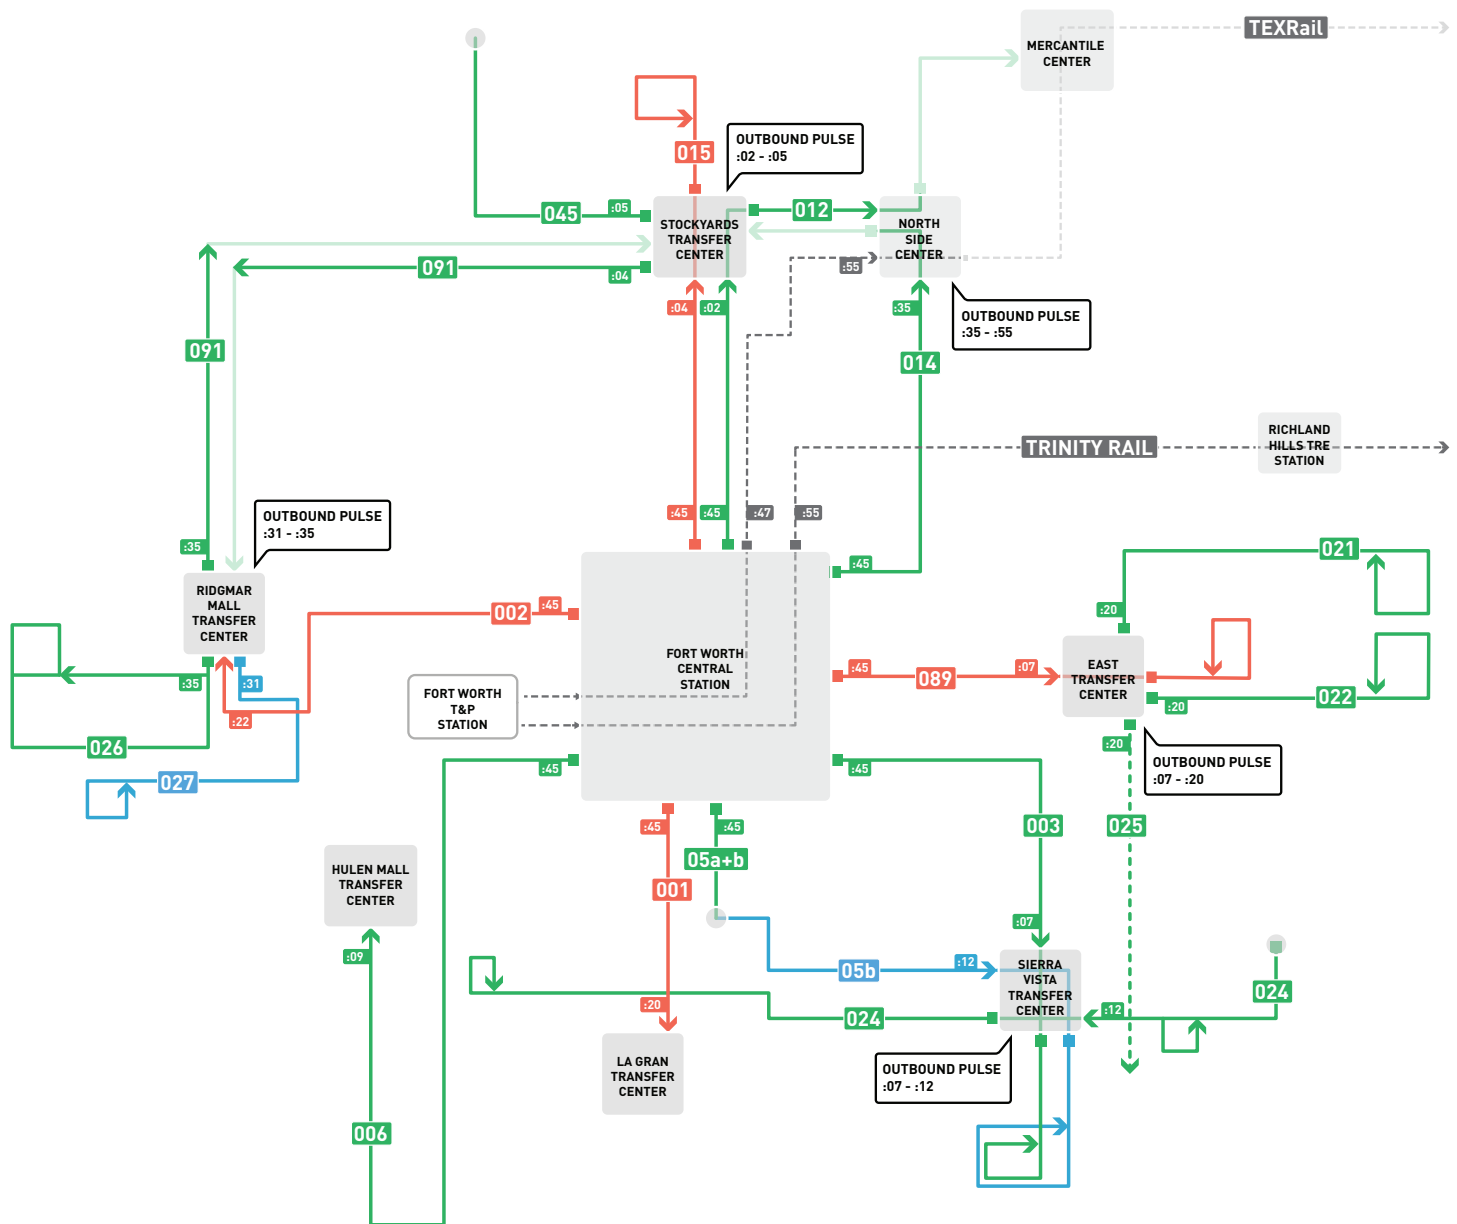 TEXRail
MERCANTILE
CENTER
015
OUTBOUND PULSE
:02 - :05
045
:05
012
STOCKYARDS
TRANSFER
CENTER
NORTH
SIDE
CENTER
091
:04
:55
:04
:02
:35
OUTBOUND PULSE
:35 - :55
091
014
TRINITY RAIL
RICHLAND
HILLS TRE
STATION
OUTBOUND PULSE
:31 - :35
:45
:45
:47
:55
:35
:45
021
RIDGMAR
MALL
TRANSFER
CENTER
002
:45
:20
FORT WORTH
CENTRAL
STATION
:45
089
:07
EAST
TRANSFER
CENTER
022
:20
:35
:31
:22
FORT WORTH
T&P
STATION
026
027
:45
:45
:20
OUTBOUND PULSE
:07 - :20
:45
:45
003
025
05a+b
HULEN MALL
TRANSFER
CENTER
001
:07
:09
05b
:12
SIERRA
VISTA
TRANSFER
CENTER
024
:20
024
:12
LA GRAN
TRANSFER
CENTER
OUTBOUND PULSE
:07 - :12
006